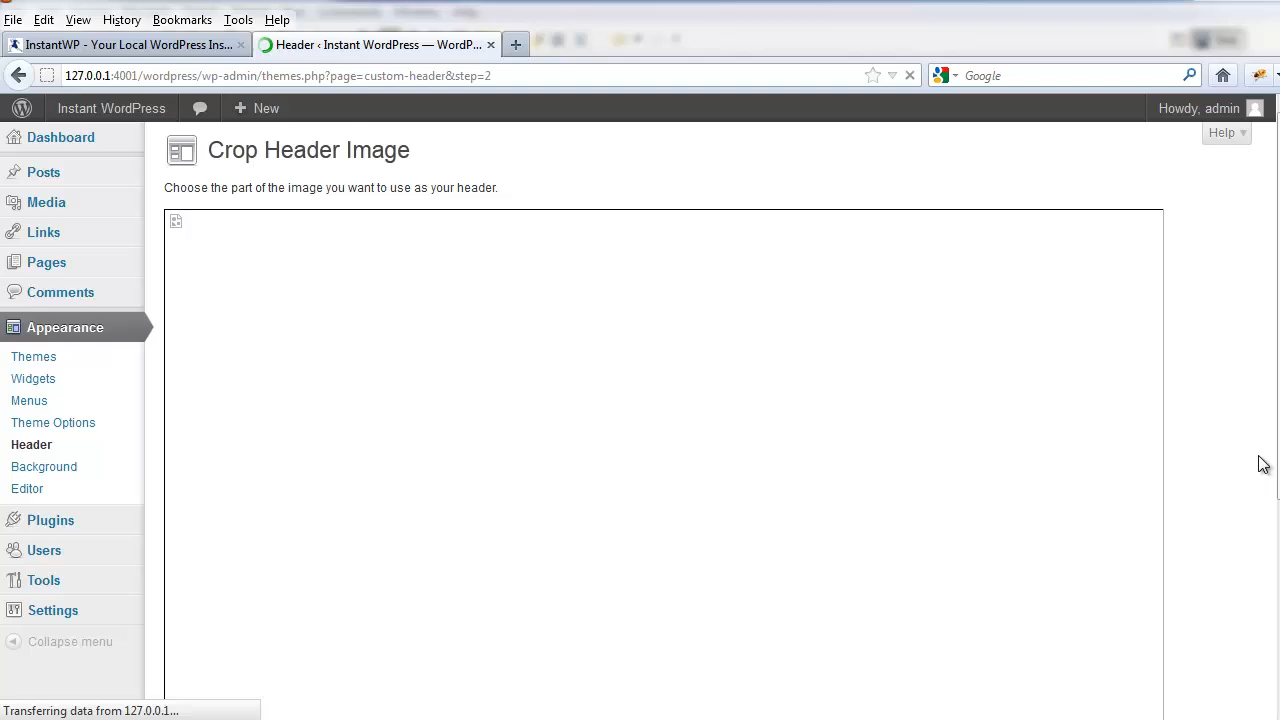 File Edit View History Bookmarks Tools Help
InstantWP - Your Local WordPress Ins... × Header ‹ Instant WordPress — WordP... × +
127.0.0.1:4001/wordpress/wp-admin/themes.php?page=custom-header&step=2 Google
Instant WordPress + New Howdy, admin
Help
Dashboard
Posts
Media
Links
Pages
Comments
Appearance
Themes
Widgets
Menus
Theme Options
Header
Background
Editor
Plugins
Users
Tools
Settings
Collapse menu
Crop Header Image
Choose the part of the image you want to use as your header.
Transferring data from 127.0.0.1...